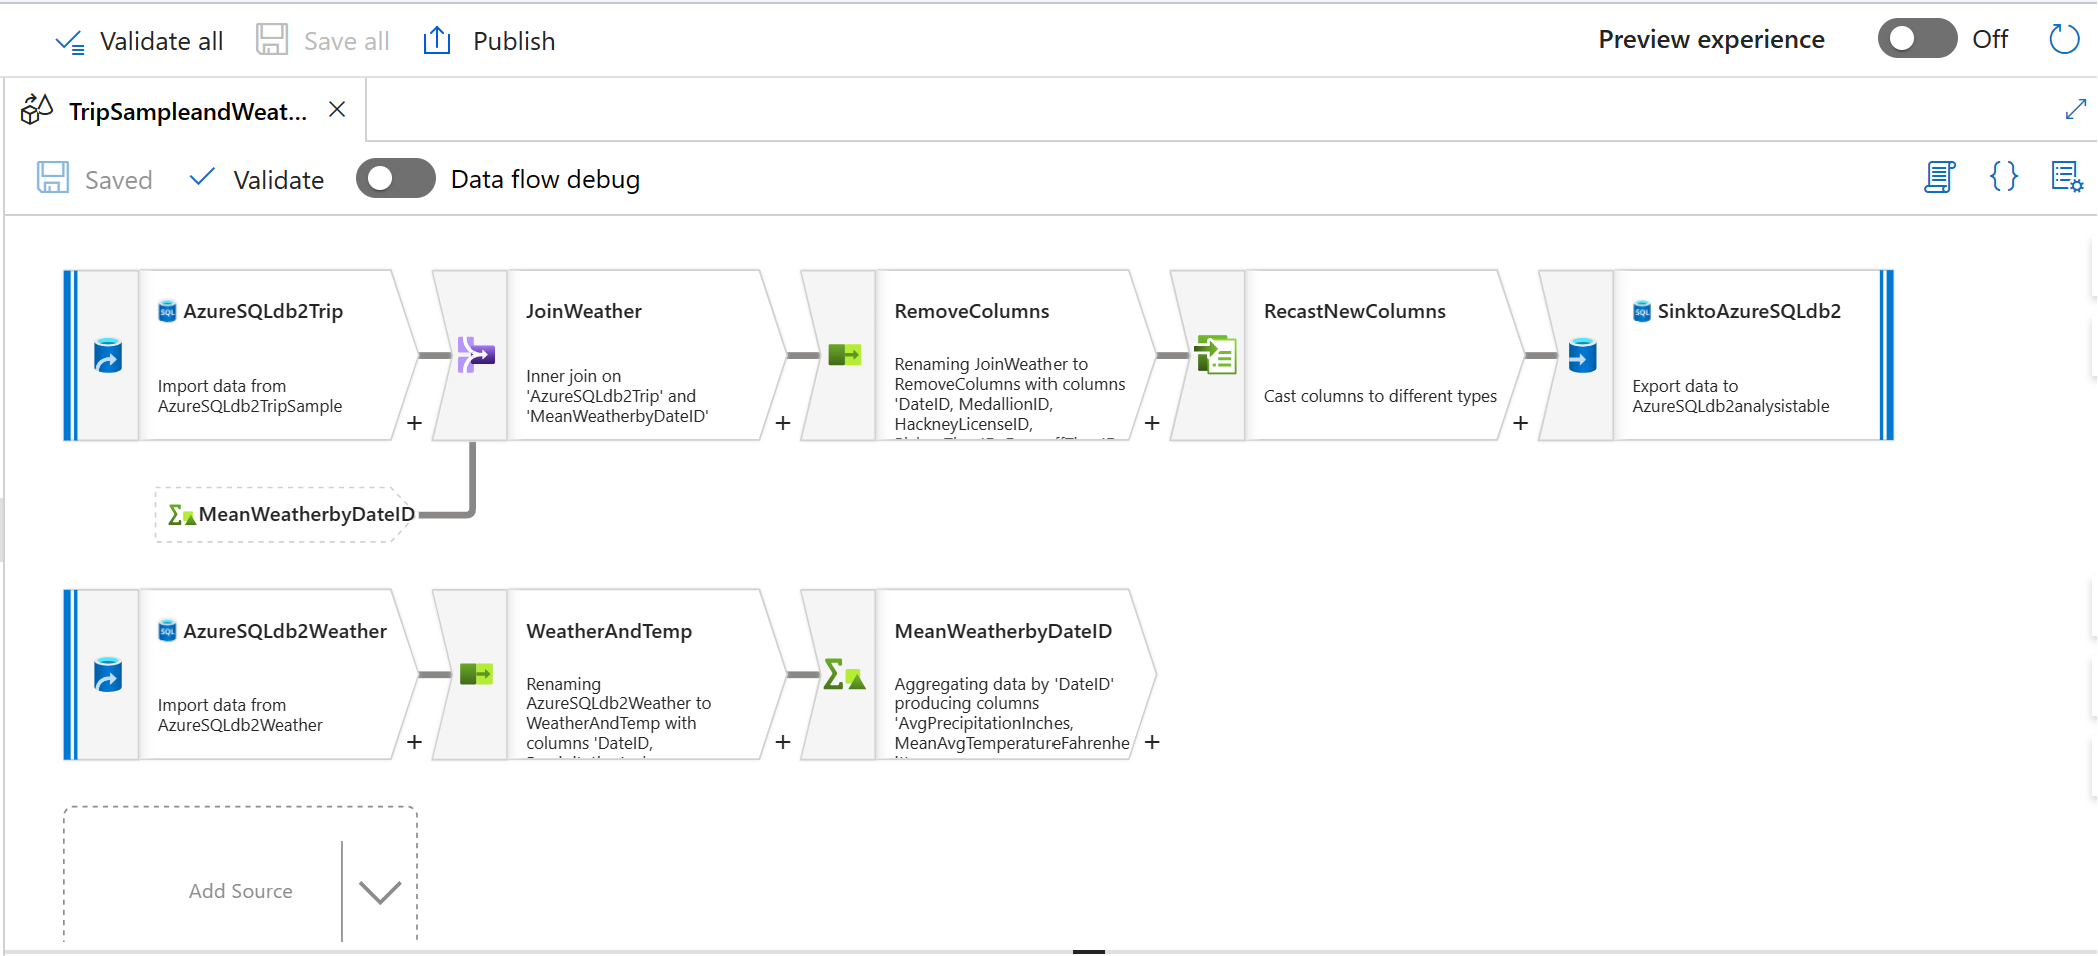 Validate all
Save all
Publish
Preview experience
Off
TripSampleandWeat...
Saved
Validate
Data flow debug
AzureSQLdb2Trip
Import data from
AzureSQLdb2TripSample
+
JoinWeather
Inner join on
'AzureSQLdb2Trip' and
'MeanWeatherbyDateID'
+
RemoveColumns
Renaming JoinWeather to
RemoveColumns with columns
'DateID, MedallionID,
HackneyLicenseID,
+
RecastNewColumns
Cast columns to different types
+
SinktoAzureSQLdb2
Export data to
AzureSQLdb2analysistable
MeanWeatherbyDateID
AzureSQLdb2Weather
Import data from
AzureSQLdb2Weather
+
WeatherAndTemp
Renaming
AzureSQLdb2Weather to
WeatherAndTemp with
columns 'DateID,
+
MeanWeatherbyDateID
Aggregating data by 'DateID'
producing columns
'AvgPrecipitationInches,
MeanAvgTemperatureFahrenhe
+
Add Source